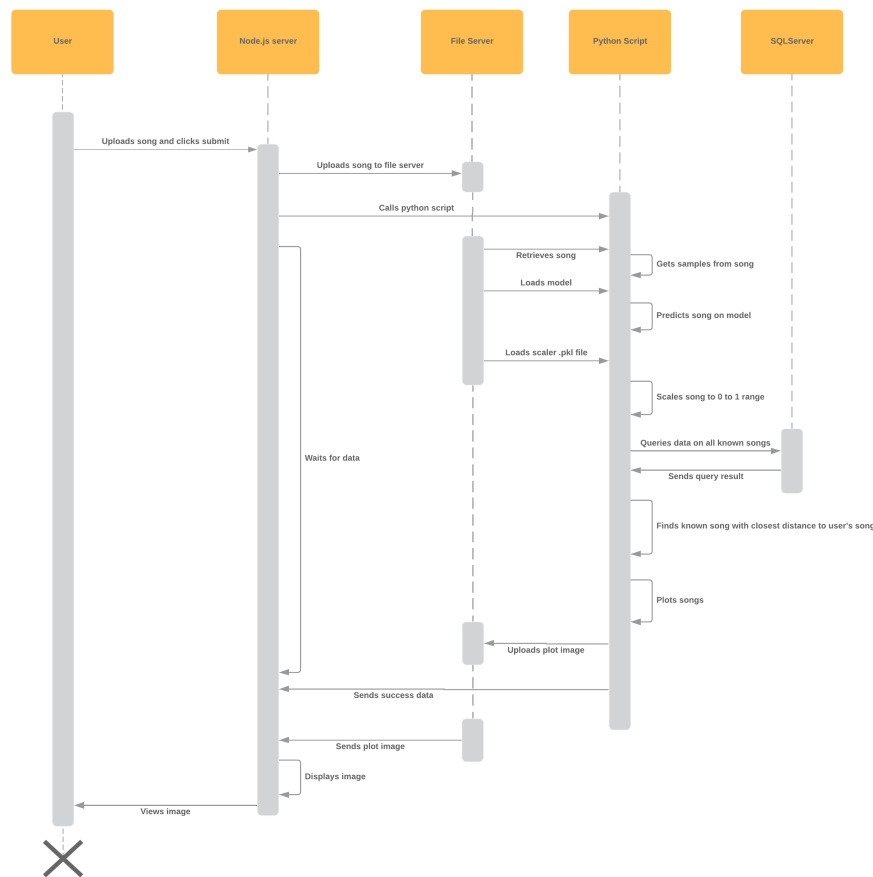 User
Node.js server
File Server
Python Script
SQLServer
Uploads song and clicks submit
Uploads song to file server
Calls python script
Retrieves song
Gets samples from song
Loads model
Predicts song on model
Loads scaler .pkl file
Scales song to 0 to 1 range
Queries data on all known songs
Waits for data
Sends query result
Finds known song with closest distance to user's song
Plots songs
Uploads plot image
Sends success data
Sends plot image
Displays image
Views image